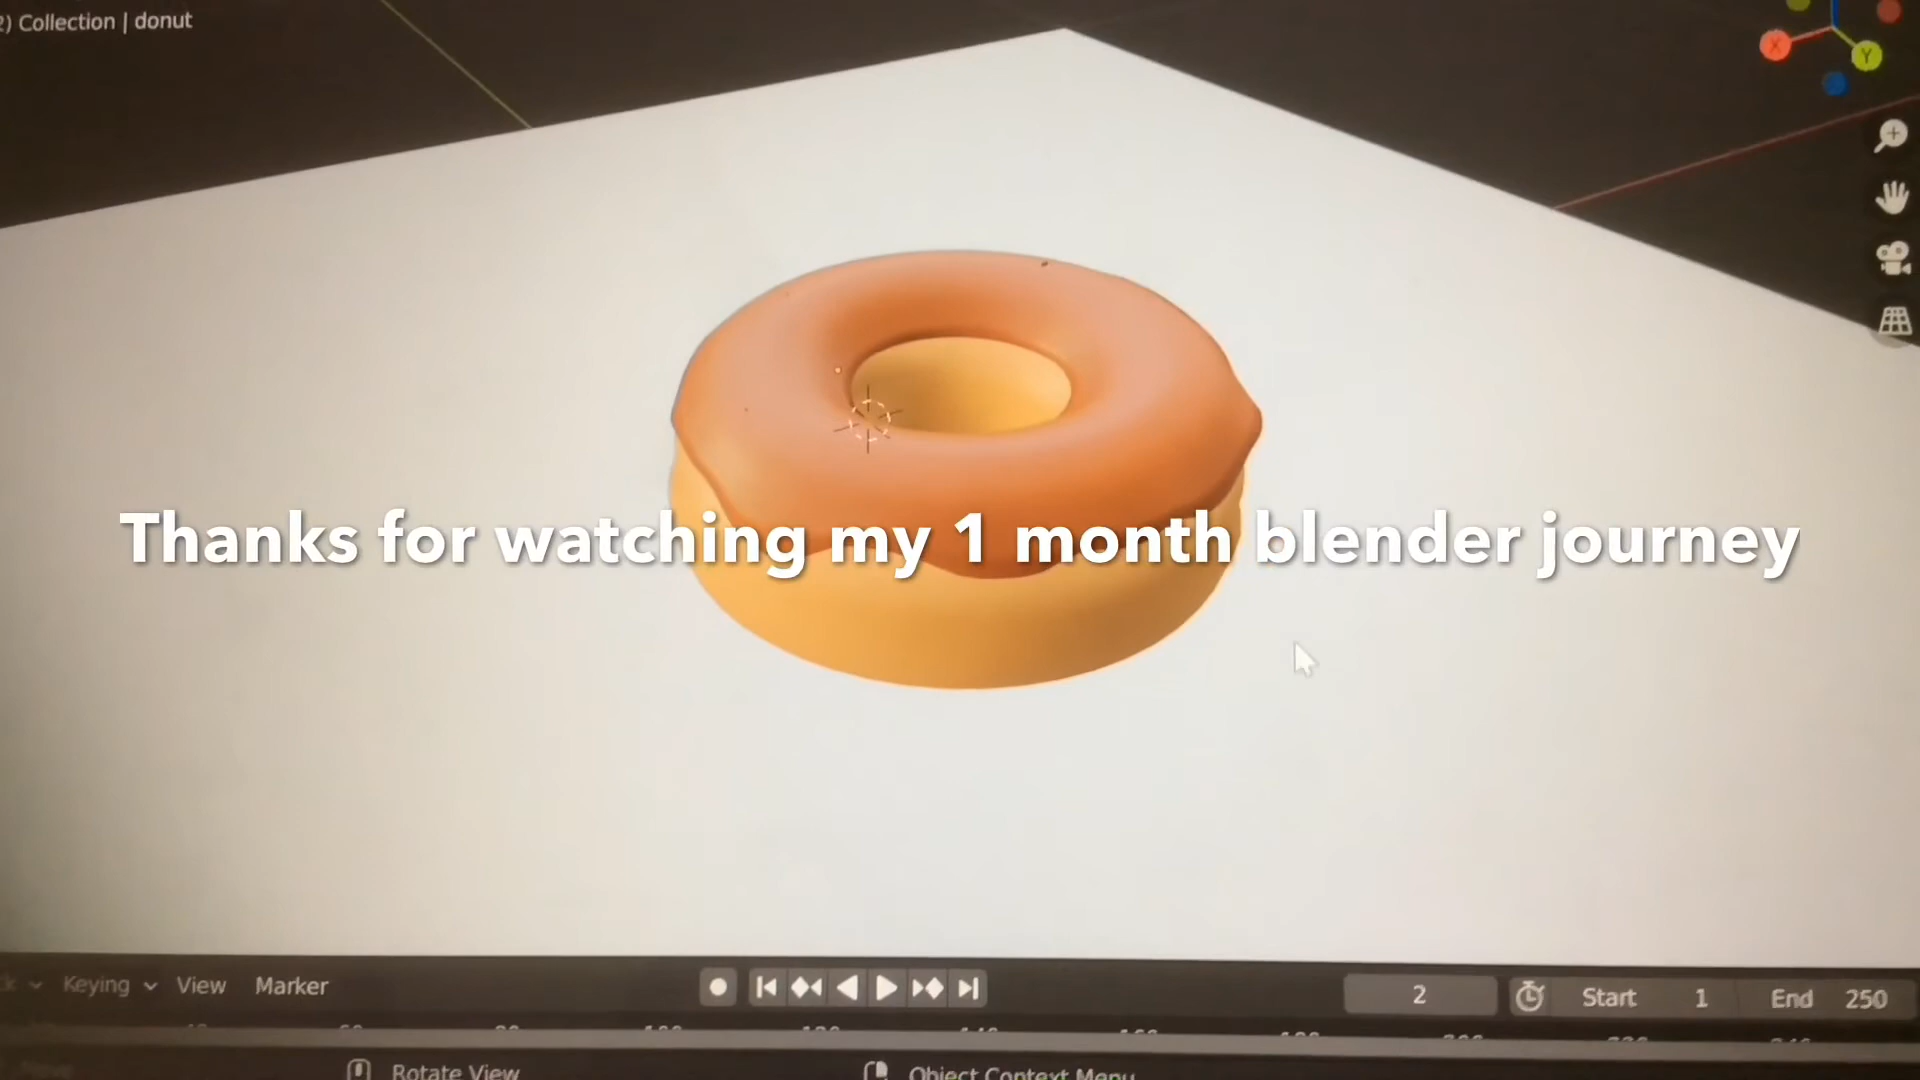 2) Collection | donut
X
Y
Thanks for watching my 1 month blender journey
Keying View Marker
2 Start 1 End 250
Rotate View Object Context Menu